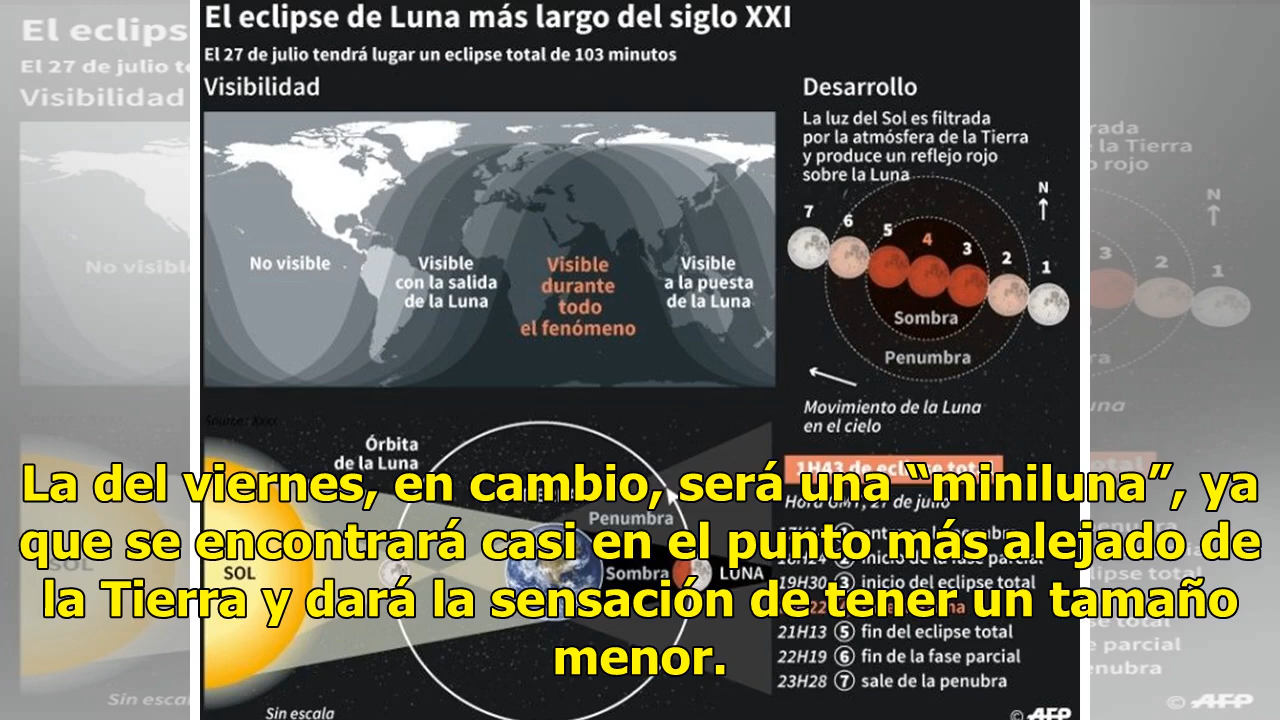 El eclipse de Luna más largo del siglo XXI
El 27 de julio tendrá lugar un eclipse total de 103 minutos
Visibilidad
No visible
Visible
con la salida
de la Luna
Visible
durante
todo
el fenómeno
Visible
a la puesta
de la Luna
Desarrollo
La luz del Sol es filtrada
por la atmósfera de la Tierra
y produce un reflejo rojo
sobre la Luna
N
7
6
5
4
3
2
1
Sombra
Penumbra
Movimiento de la Luna
en el cielo
Órbita
de la Luna
Penumbra
SOL
Sombra
LUNA
Sin escala
1H43 de eclipse total
Hora GMT, 27 de julio
19H30 3 inicio del eclipse total
21H13 5 fin del eclipse total
22H19 6 fin de la fase parcial
23H28 7 sale de la penubra
© AFP
La del viernes, en cambio, será una “miniluna”, ya
que se encontrará casi en el punto más alejado de
la Tierra y dará la sensación de tener un tamaño
menor.